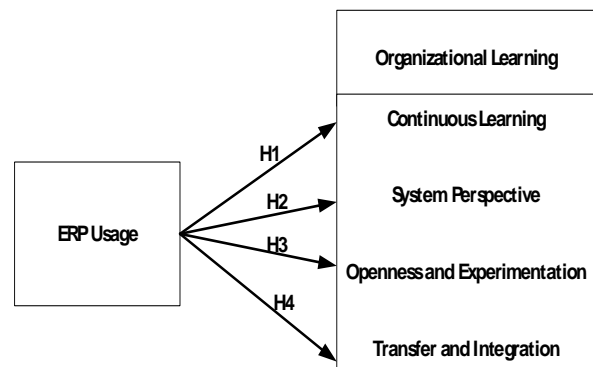 Organizational Learning
Continuous Learning
H1
H2
System Perspective
ERP Usage
H3
Openness and Experimentation
H4
Transfer and Integration